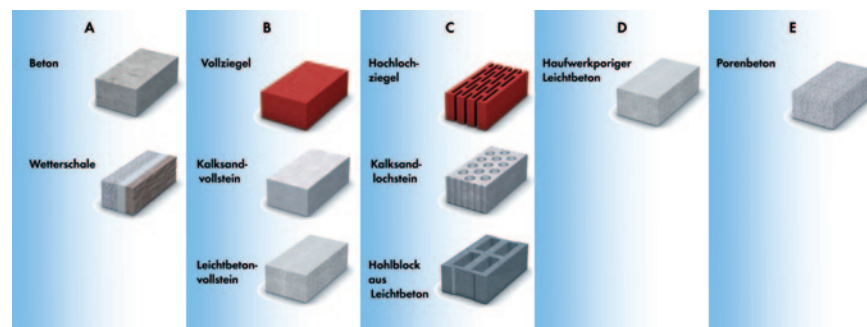 A
Beton
Wetterschale
B
Vollziegel
Kalksand-
vollstein
Leichtbeton-
vollstein
C
Hochloch-
ziegel
Kalksand-
lochstein
Hohlblock
aus
Leichtbeton
D
Haufwerkporiger
Leichtbeton
E
Porenbeton